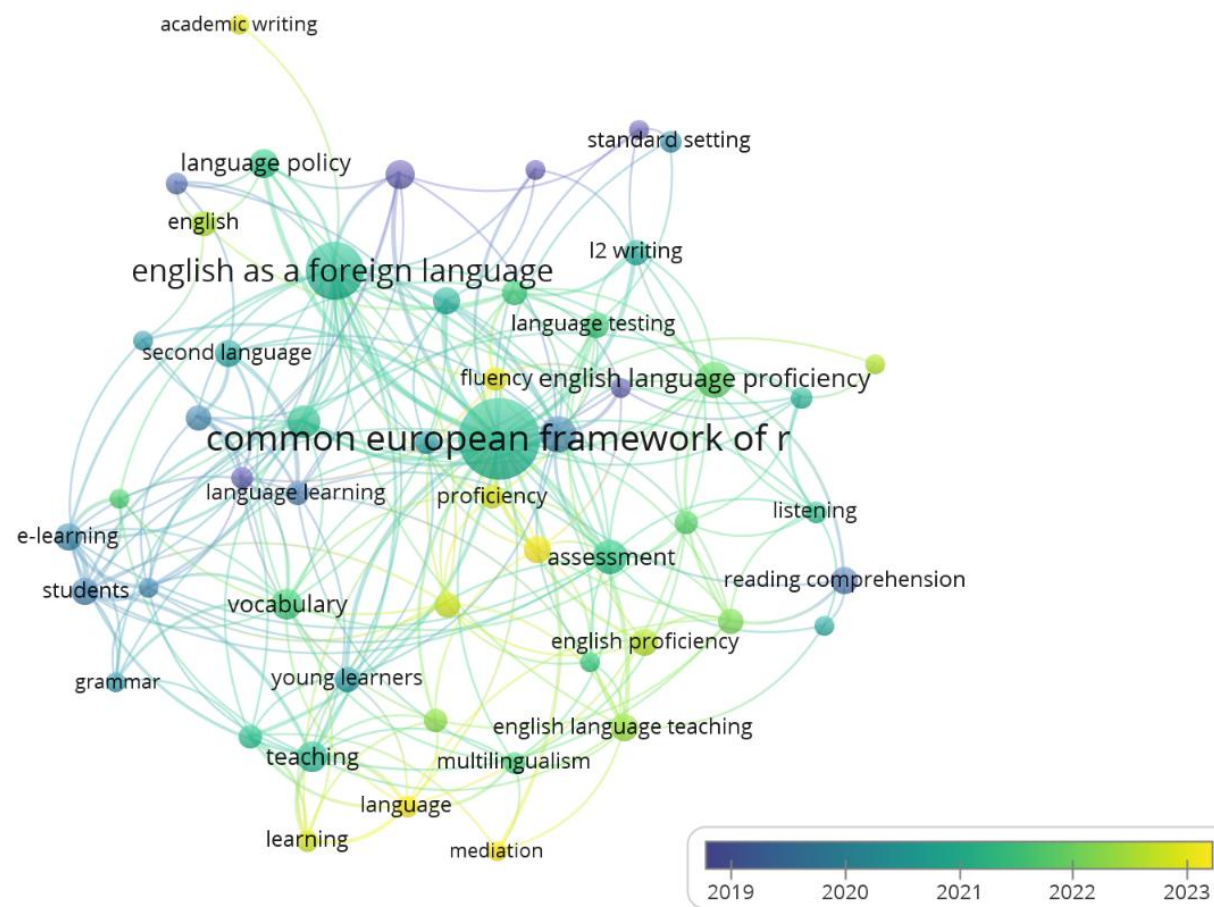 academic writing
standard setting
language policy
english
l2 writing
english as a foreign language
language testing
second language
fluency
english language proficiency
common european framework of r
language learning
proficiency
listening
e-learning
assessment
reading comprehension
students
vocabulary
english proficiency
young learners
grammar
english language teaching
teaching
multilingualism
language
learning
mediation
2019 2020 2021 2022 2023